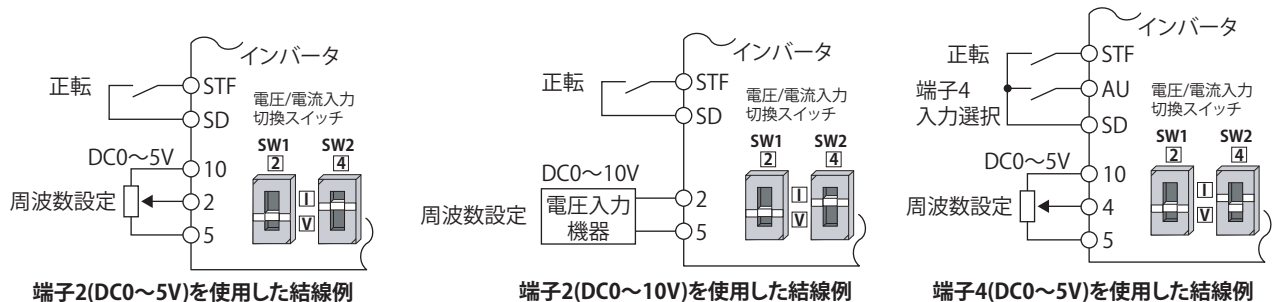 インバータ
正転
STF
SD
電圧/電流入力
切換スイッチ
SW1
2
SW2
4
I
V
DC0～5V
10
周波数設定
2
5
端子2(DC0～5V)を使用した結線例
インバータ
正転
STF
SD
電圧/電流入力
切換スイッチ
SW1
2
SW2
4
I
V
DC0～10V
周波数設定
電圧入力
機器
2
5
端子2(DC0～10V)を使用した結線例
インバータ
正転
STF
端子4
入力選択
AU
SD
電圧/電流入力
切換スイッチ
SW1
2
SW2
4
I
V
DC0～5V
10
周波数設定
4
5
端子4(DC0～5V)を使用した結線例